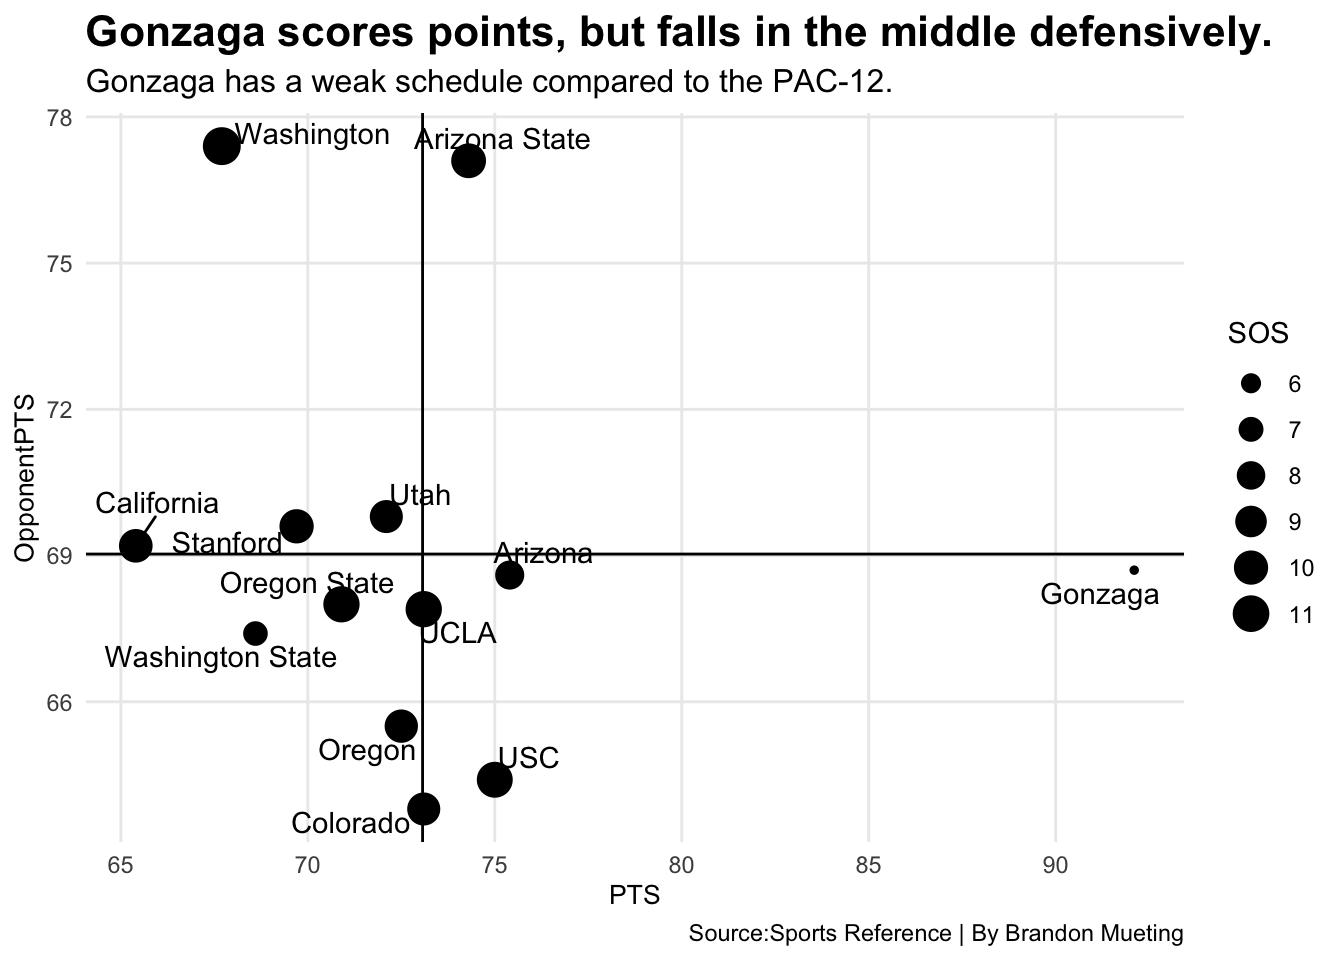 Gonzaga scores points, but falls in the middle defensively.
Gonzaga has a weak schedule compared to the PAC-12.
78
75
72
69
66
OpponentPTS
Washington
Arizona State
California
Utah
Stanford
Arizona
Oregon State
Gonzaga
UCLA
Washington State
Oregon
USC
Colorado
SOS
6
7
8
9
10
11
65 70 75 80 85 90
PTS
Source:Sports Reference | By Brandon Mueting